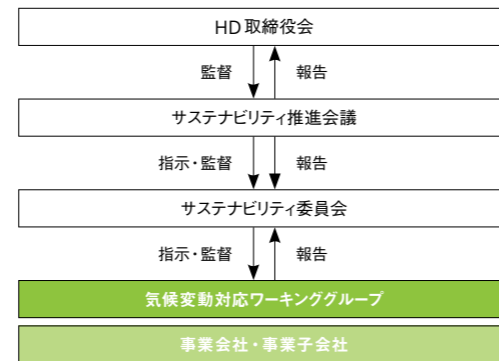 HD取締役会
監督 報告
サステナビリティ推進会議
指示・監督 報告
サステナビリティ委員会
指示・監督 報告
気候変動対応ワーキンググループ
事業会社・事業子会社